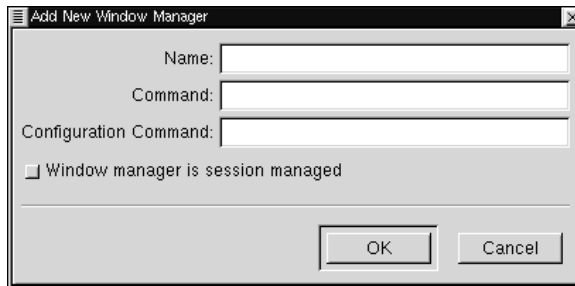 Add New Window Manager
Name:
Command:
Configuration Command:
Window manager is session managed
OK
Cancel